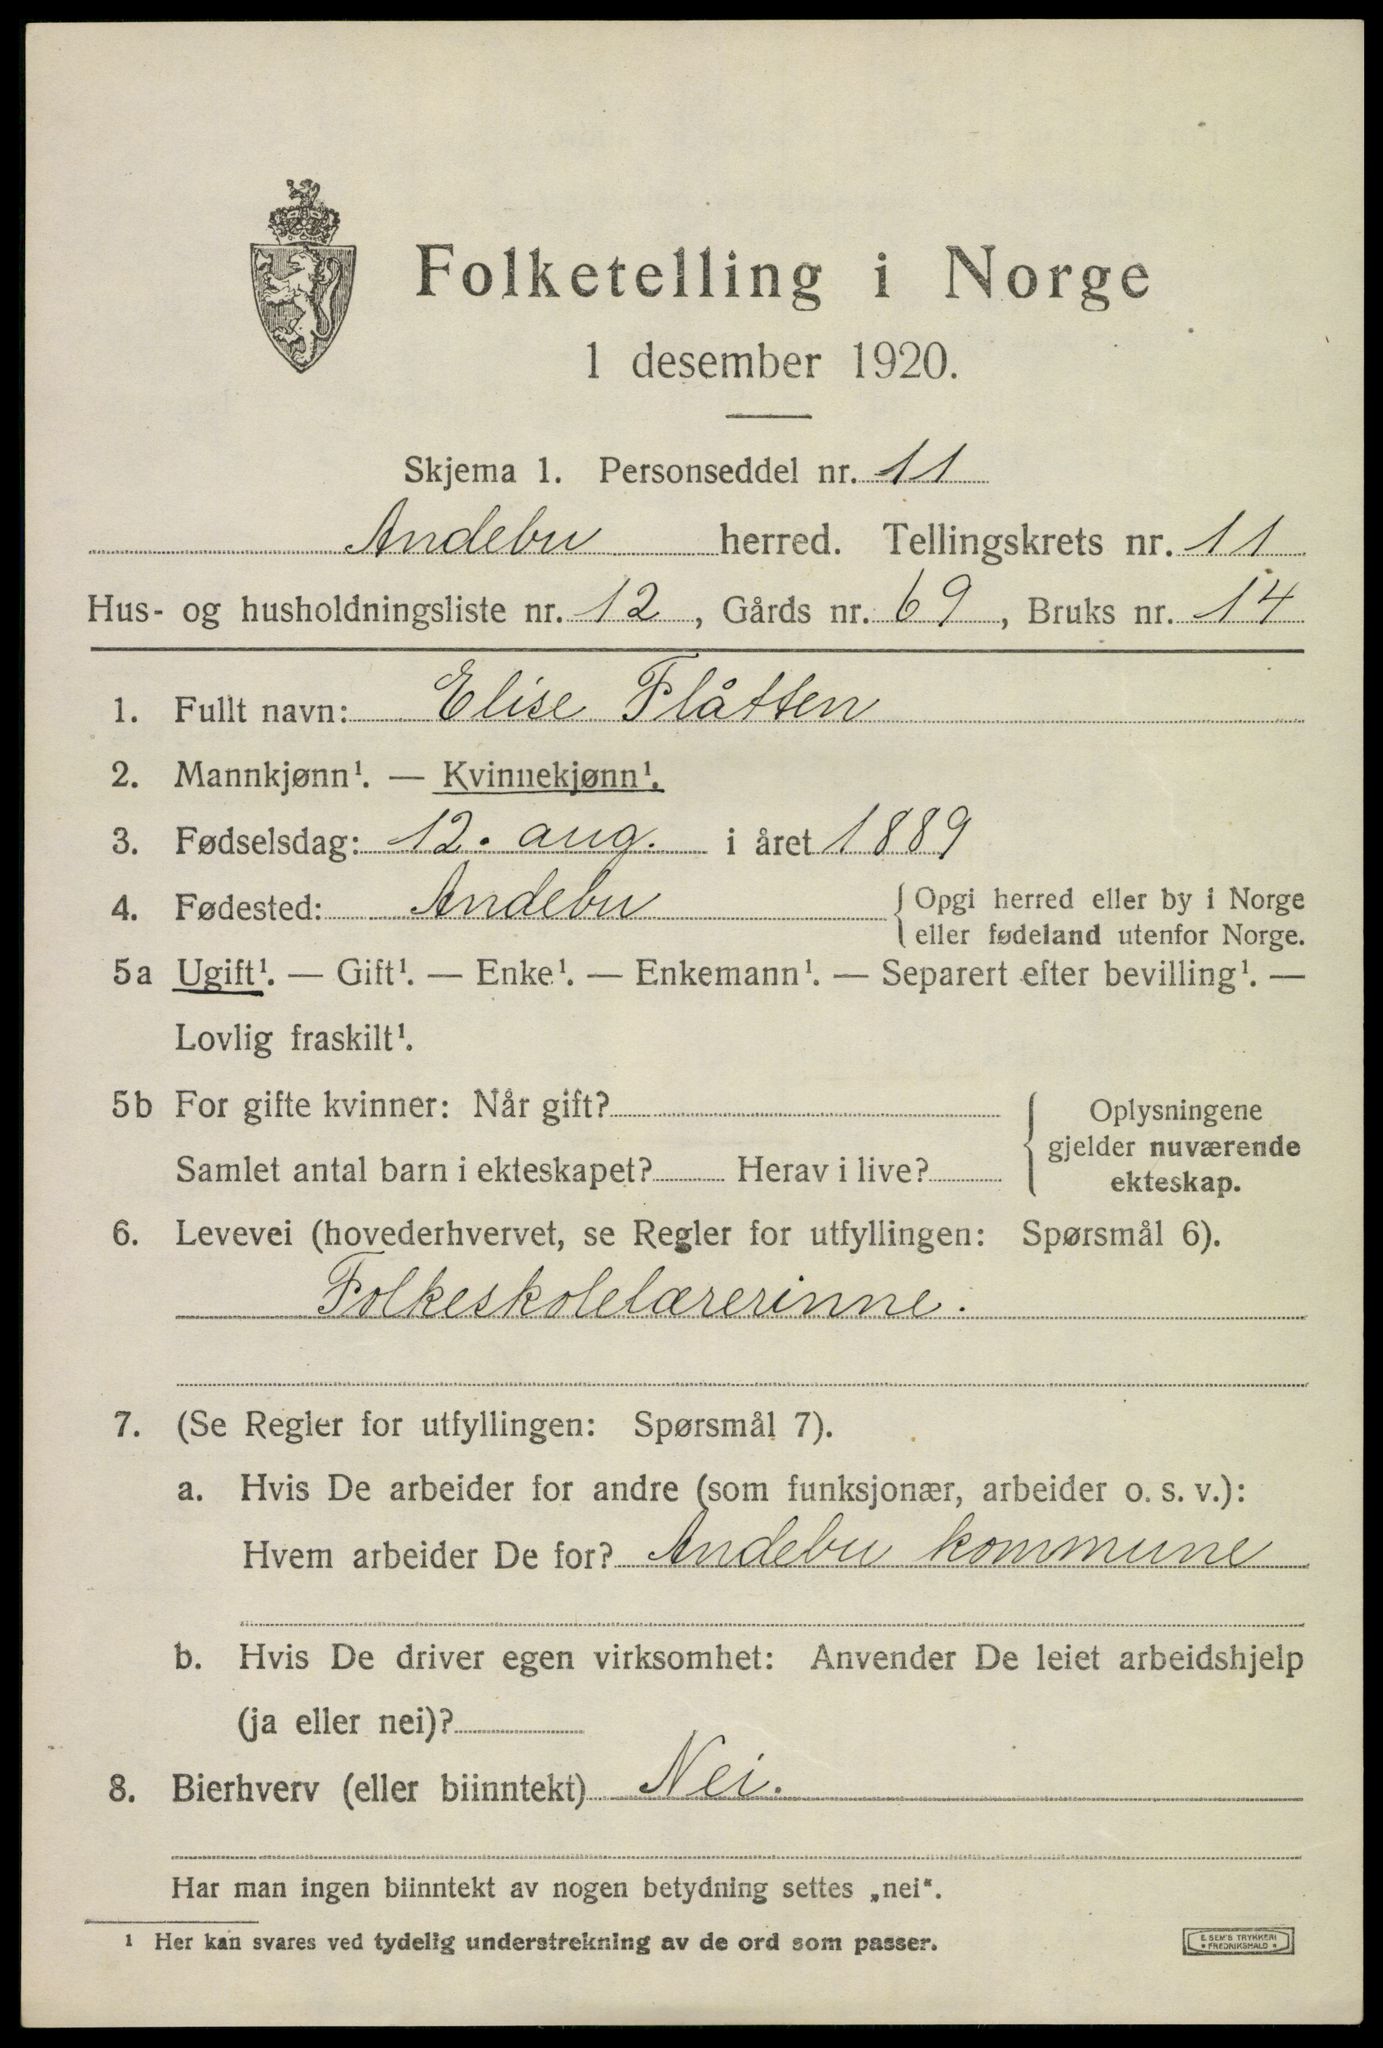 Folketelling i Norge
1 desember 1920.
Skjema 1. Personseddel nr. 11
Andebu herred. Tellingskrets nr. 11
Hus- og husholdningsliste nr. 12, Gårds nr. 69, Bruks nr. 14
1. Fullt navn: Elise Flåtten
2. Mannkjønn¹. — Kvinnekjønn¹.
3. Fødselsdag: 12. aug. i året 1889
4. Fødested: Andebu { Opgi herred eller by i Norge
eller fødeland utenfor Norge.
5a Ugift¹. — Gift¹. — Enke¹. — Enkemann¹. — Separert efter bevilling¹. —
Lovlig fraskilt¹.
5b For gifte kvinner: Når gift?
Samlet antal barn i ekteskapet? Herav i live?
{ Oplysningene
gjelder nuværende
ekteskap.
6. Levevei (hovederhvervet, se Regler for utfyllingen: Spørsmål 6).
Folkeskolelærerinne.
7. (Se Regler for utfyllingen: Spørsmål 7).
a. Hvis De arbeider for andre (som funksjonær, arbeider o. s. v.):
Hvem arbeider De for? Andebu kommune
b. Hvis De driver egen virksomhet: Anvender De leiet arbeidshjelp
(ja eller nei)?
8. Bierhverv (eller biinntekt) Nei.
Har man ingen biinntekt av nogen betydning settes „nei“.
¹ Her kan svares ved tydelig understrekning av de ord som passer.
E. SEM'S TRYKKERI
* FREDRIKSHALD *